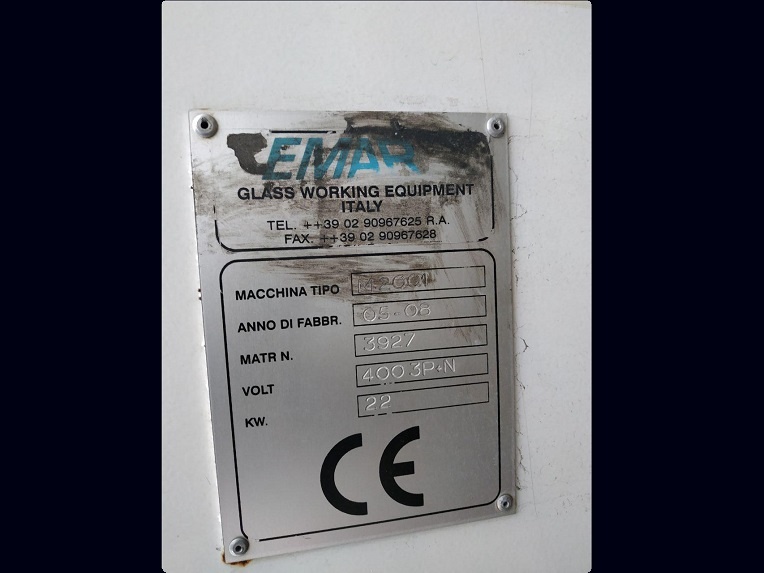 EMAR
GLASS WORKING EQUIPMENT
ITALY
TEL. ++39 02 90967625 R.A.
FAX. ++39 02 90967628
MACCHINA TIPO
ANNO DI FABBR. 05-08
MATR N. 3927
VOLT 400 3P+N
KW. 22
CE